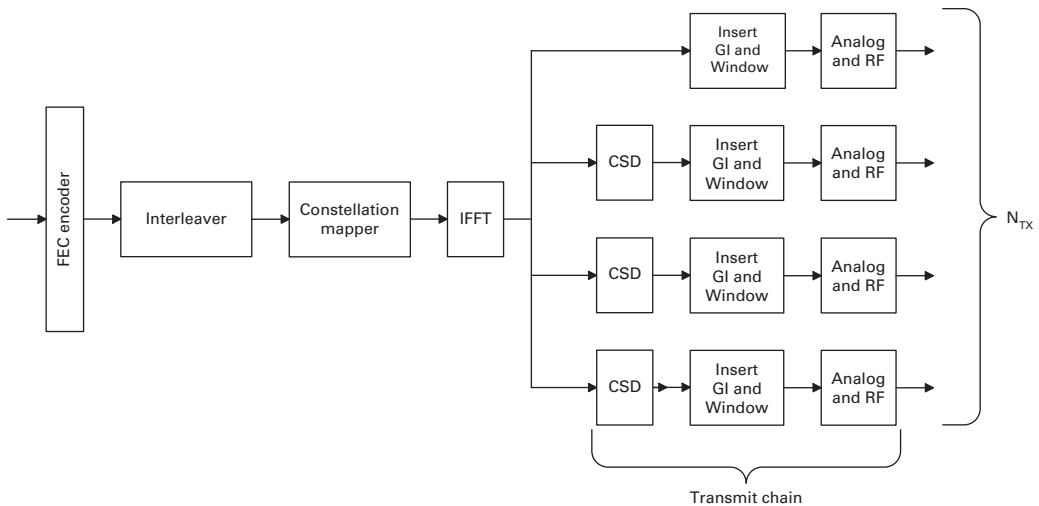 Insert
GI and
Window
Analog
and RF
FEC encoder
Interleaver
Constellation
mapper
IFFT
CSD
Insert
GI and
Window
Analog
and RF
N_TX
CSD
Insert
GI and
Window
Analog
and RF
CSD
Insert
GI and
Window
Analog
and RF
Transmit chain